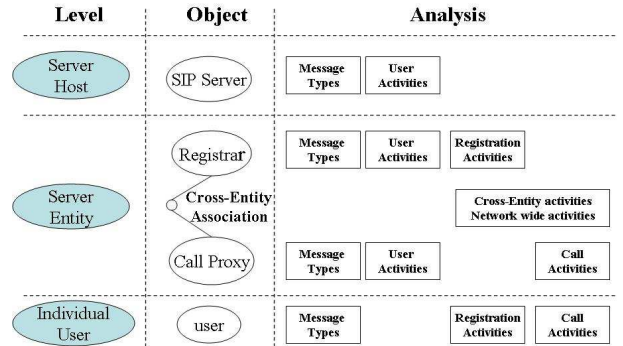 Level Object Analysis
Server
Host
SIP Server
Message
Types
User
Activities
Server
Entity
Registrar
Message
Types
User
Activities
Registration
Activities
Cross-Entity
Association
Cross-Entity activities
Network wide activities
Call Proxy
Message
Types
User
Activities
Call
Activities
Individual
User
user
Message
Types
Registration
Activities
Call
Activities